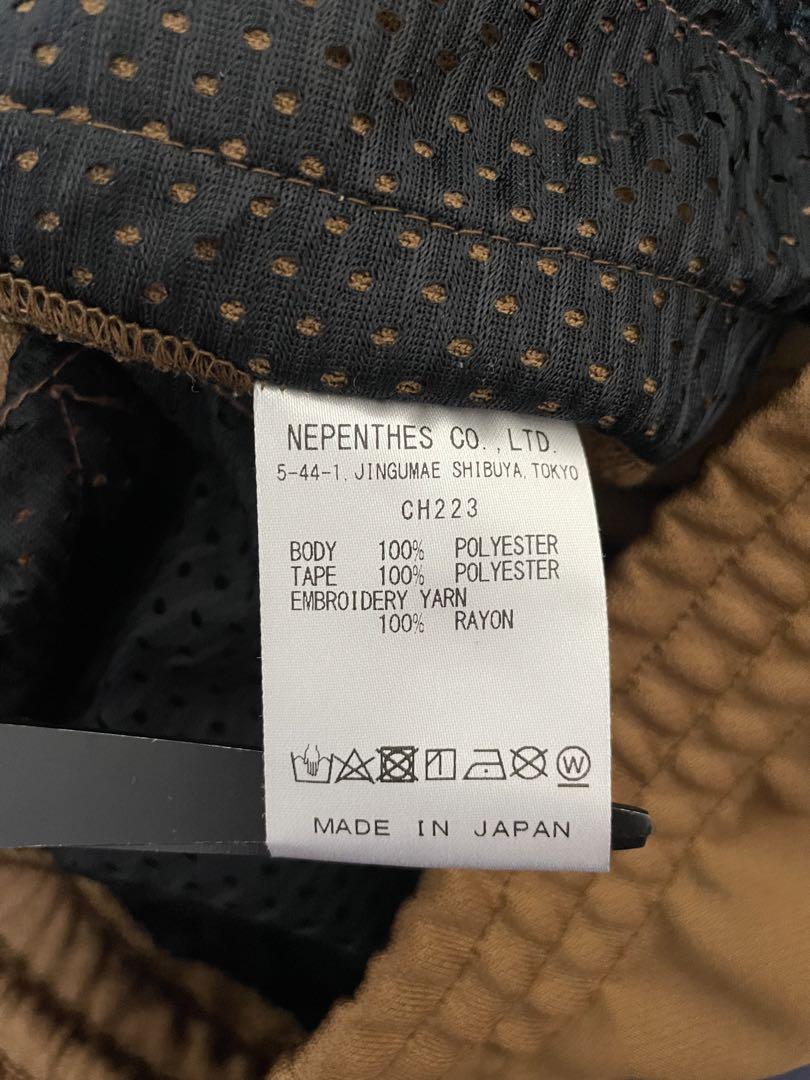 NEPENTHES CO.,LTD.
5-44-1, JINGUMAE SHIBUYA, TOKYO
CH223
BODY 100% POLYESTER
TAPE 100% POLYESTER
EMBROIDERY YARN
100% RAYON
W
MADE IN JAPAN